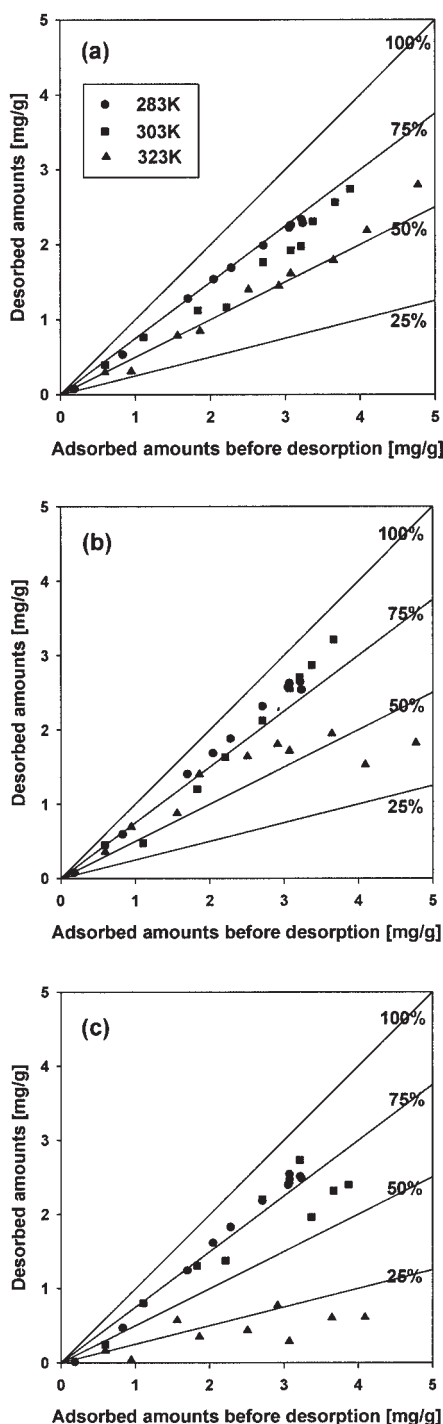 (a)
283K
303K
323K
100%
75%
50%
25%
Desorbed amounts [mg/g]
5
4
3
2
1
0
0 1 2 3 4 5
Adsorbed amounts before desorption [mg/g]
(b)
100%
75%
50%
25%
Desorbed amounts [mg/g]
5
4
3
2
1
0
0 1 2 3 4 5
Adsorbed amounts before desorption [mg/g]
(c)
100%
75%
50%
25%
Desorbed amounts [mg/g]
5
4
3
2
1
0
0 1 2 3 4 5
Adsorbed amounts before desorption [mg/g]